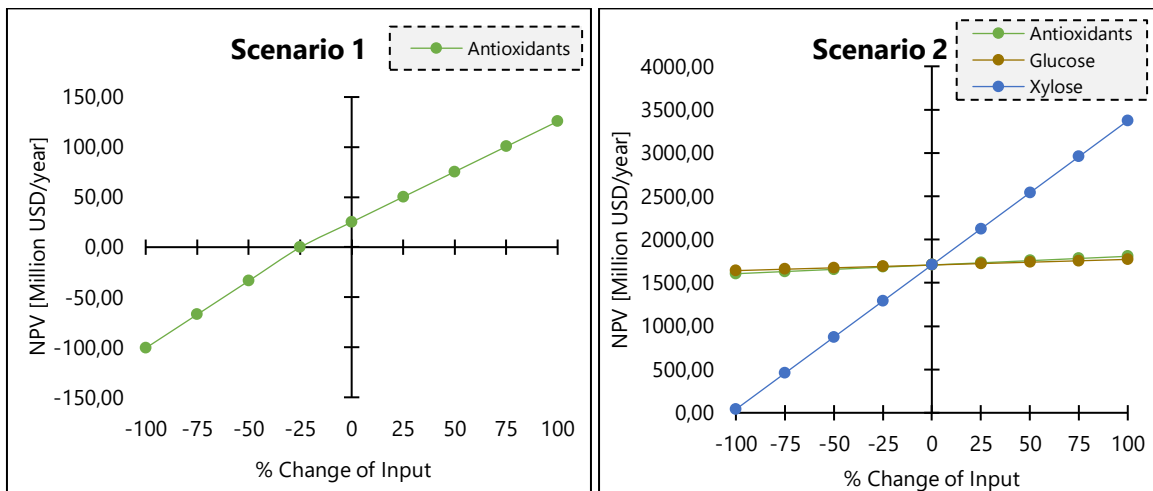 Scenario 1
Antioxidants
NPV [Million USD/year]
150,00
100,00
50,00
0,00
-50,00
-100,00
-150,00
-100 -75 -50 -25 0 25 50 75 100
% Change of Input
Scenario 2
Antioxidants
Glucose
Xylose
NPV [Million USD/year]
4000,00
3500,00
3000,00
2500,00
2000,00
1500,00
1000,00
500,00
0,00
-100 -75 -50 -25 0 25 50 75 100
% Change of Input